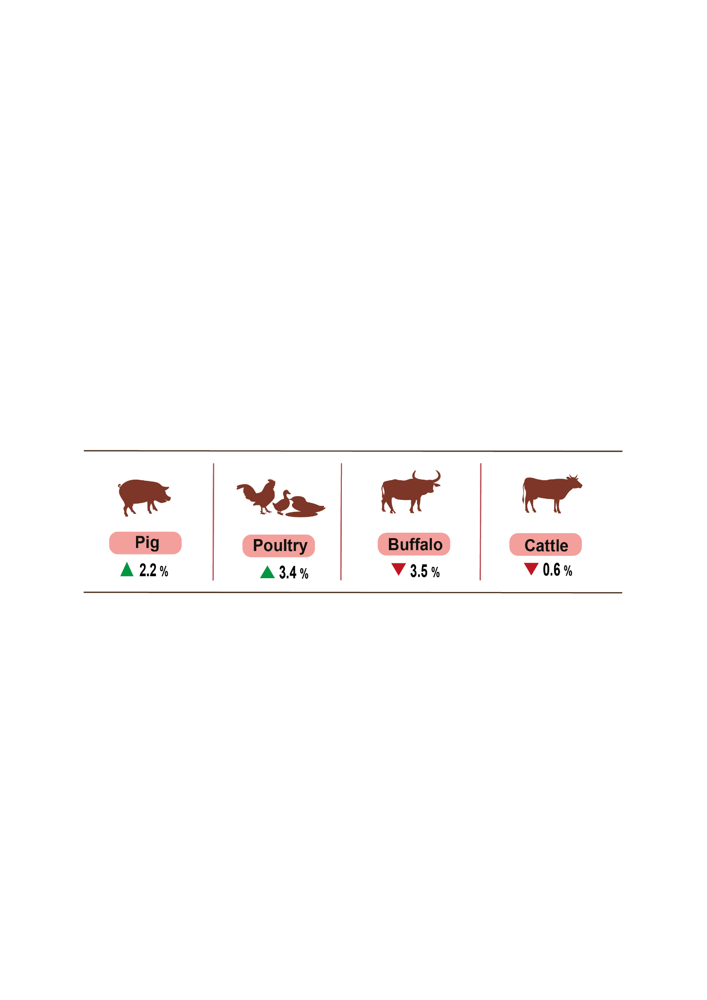 Pig
▲ 2.2 %
Poultry
▲ 3.4 %
Buffalo
▼ 3.5 %
Cattle
▼ 0.6 %